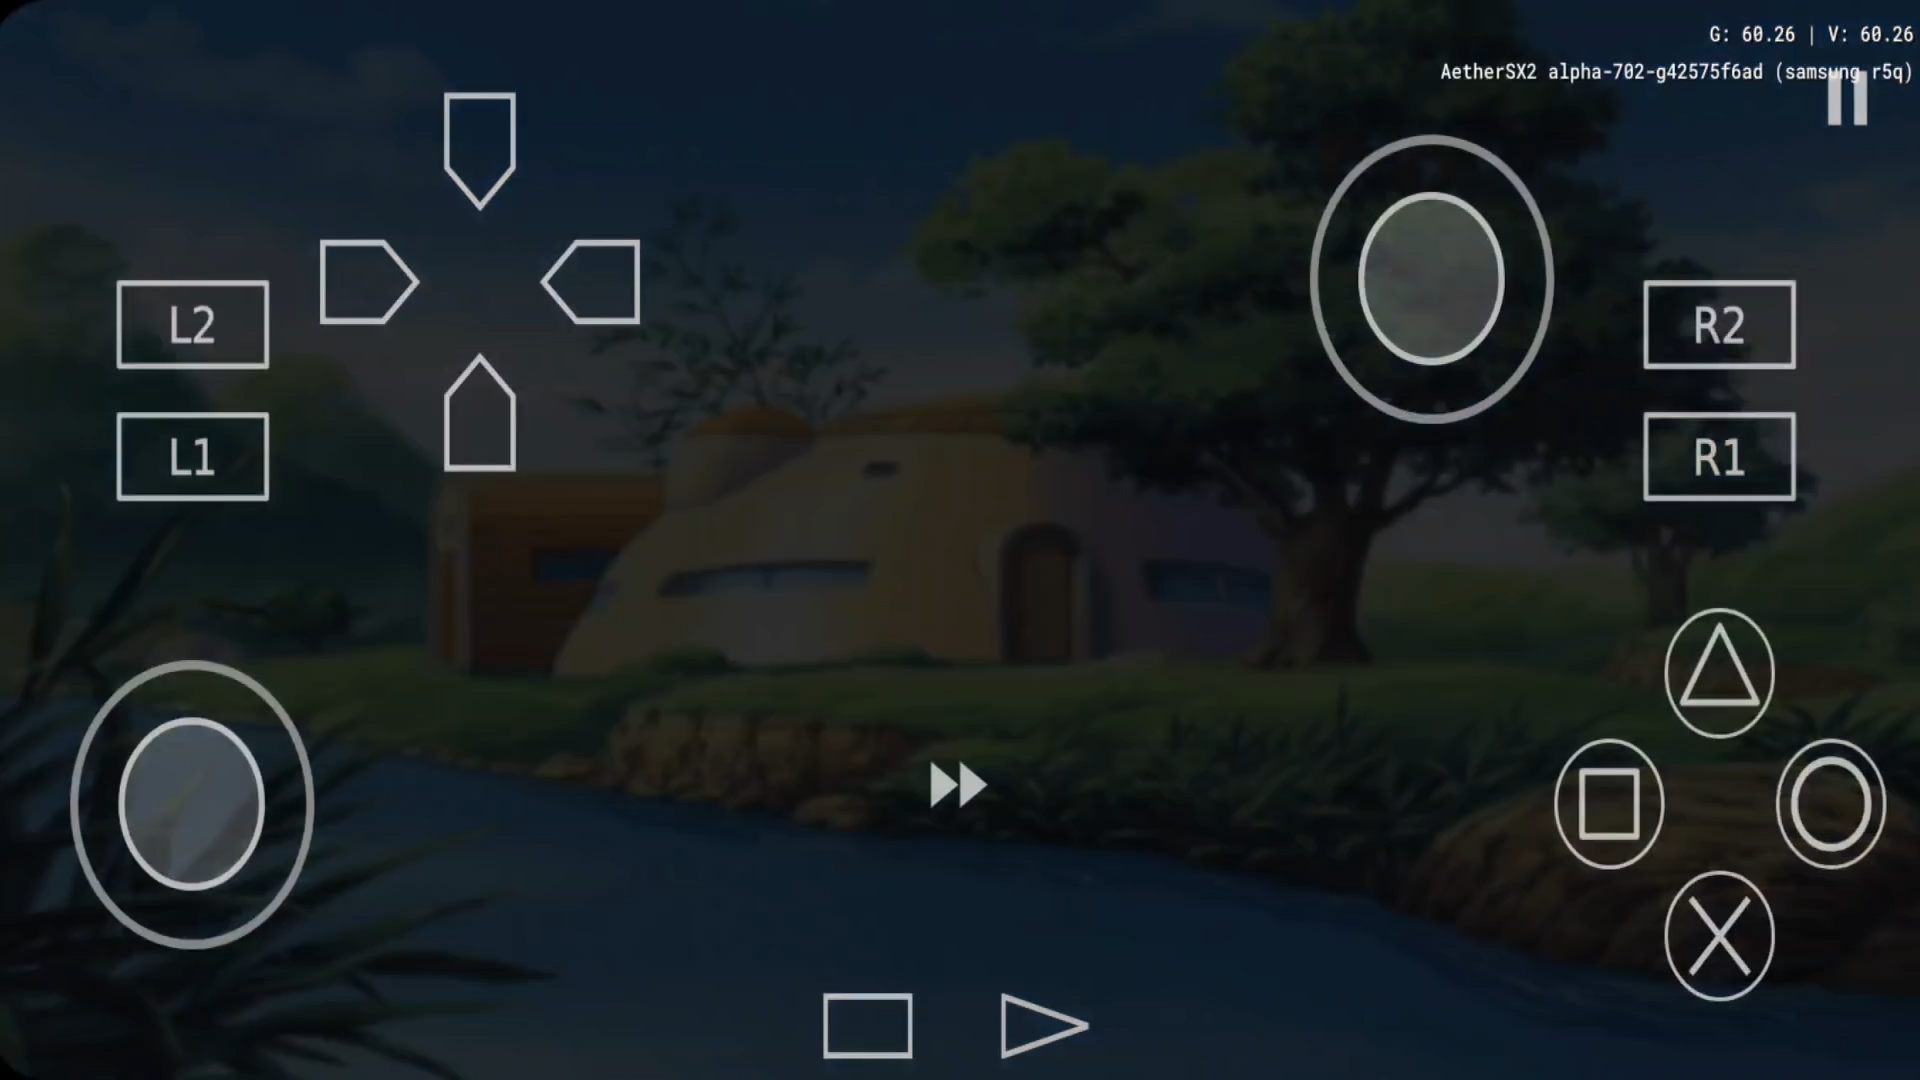 G: 60.26 | V: 60.26
AetherSX2 alpha-702-g42575f6ad (samsung r5q)
L2
R2
L1
R1